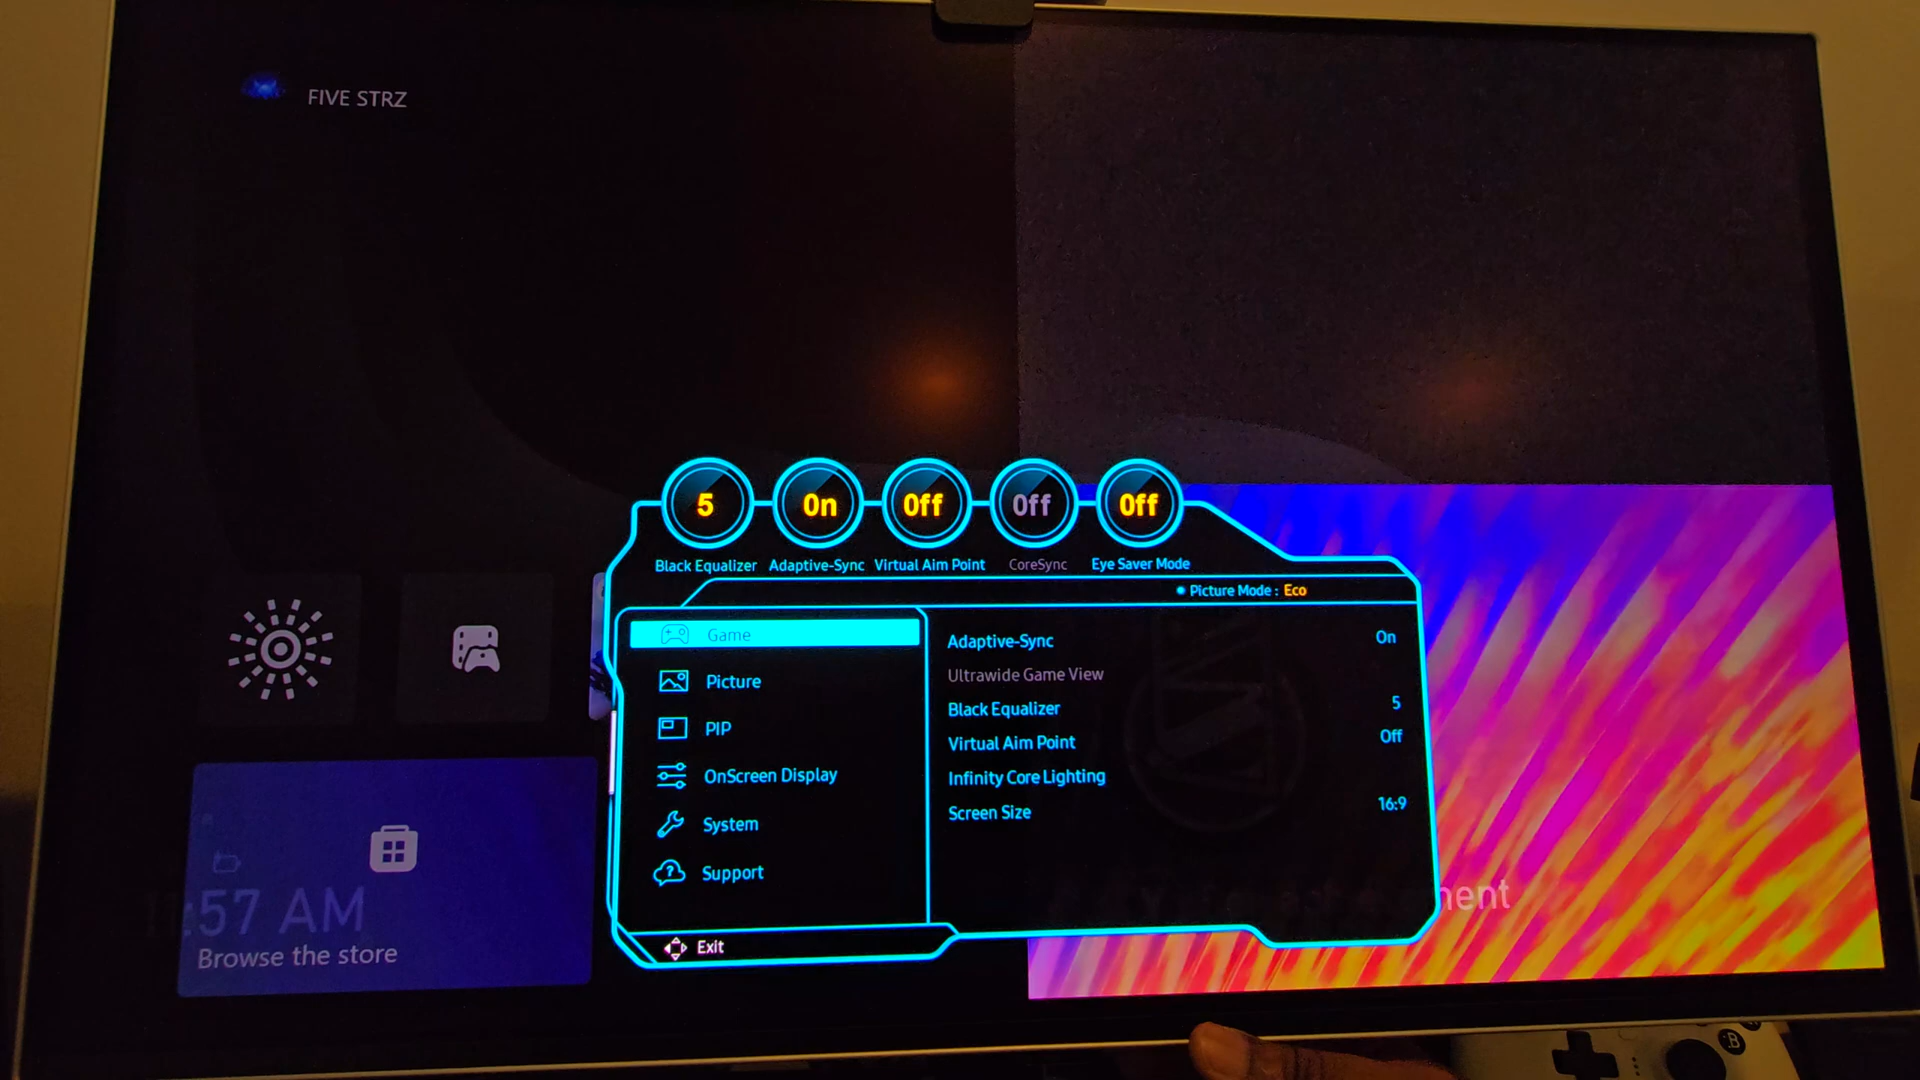 FIVE STRZ
5
On
Off
Off
Off
Black Equalizer
Adaptive-Sync
Virtual Aim Point
CoreSync
Eye Saver Mode
Picture Mode : Eco
Game
Picture
PIP
OnScreen Display
System
Support
Adaptive-Sync On
Ultrawide Game View
Black Equalizer 5
Virtual Aim Point Off
Infinity Core Lighting
Screen Size 16:9
Exit
:57 AM
Browse the store
B